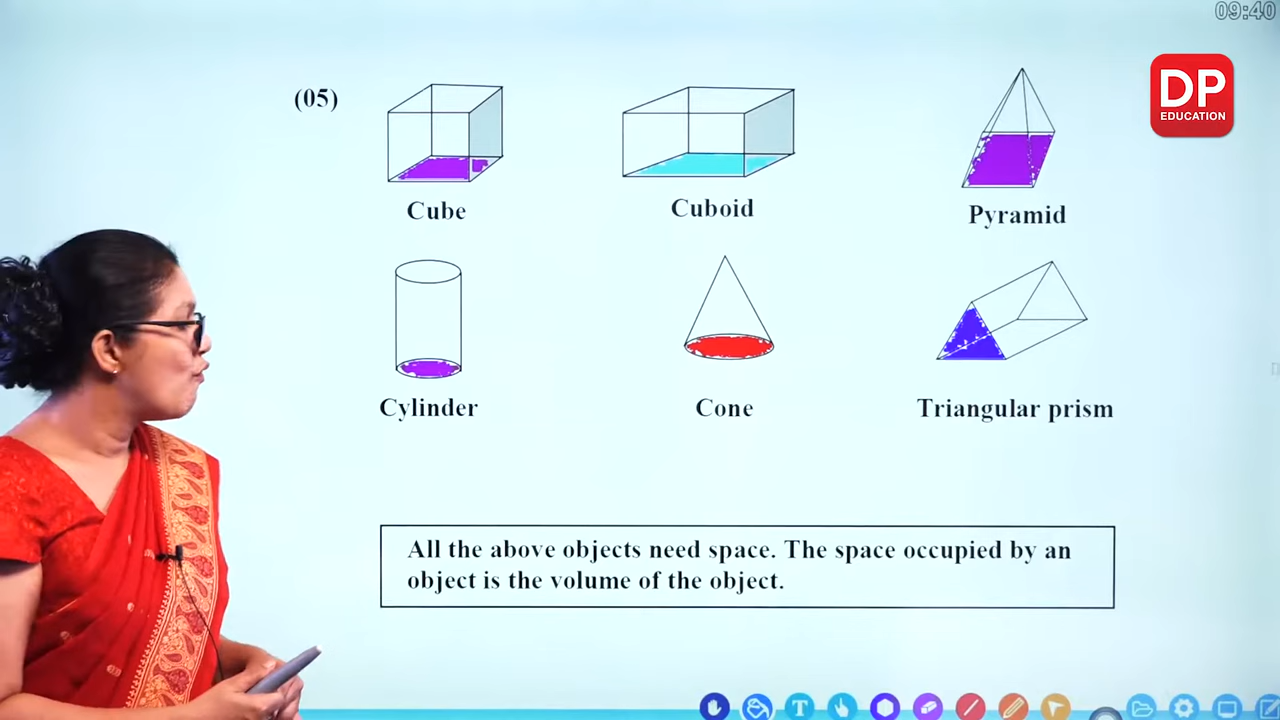 09:40
DP
EDUCATION
(05)
Cube
Cuboid
Pyramid
Cylinder
Cone
Triangular prism
All the above objects need space. The space occupied by an
object is the volume of the object.
T